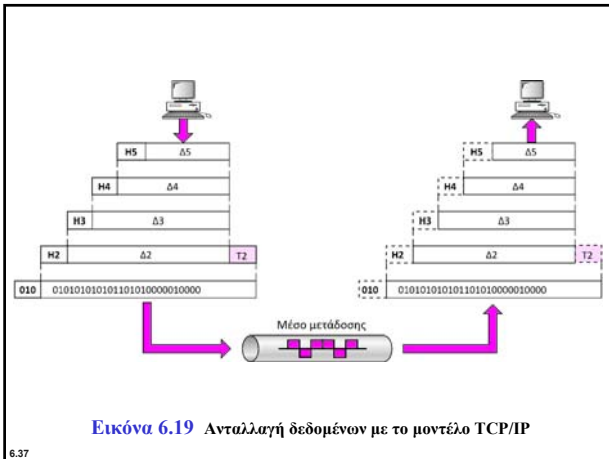 H5 Δ5
H4 Δ4
H3 Δ3
H2 Δ2 T2
010 0101010101011010100000010000
H5 Δ5
H4 Δ4
H3 Δ3
H2 Δ2 T2
010 0101010101011010100000010000
Μέσο μετάδοσης
Εικόνα 6.19 Ανταλλαγή δεδομένων με το μοντέλο TCP/IP
6.37